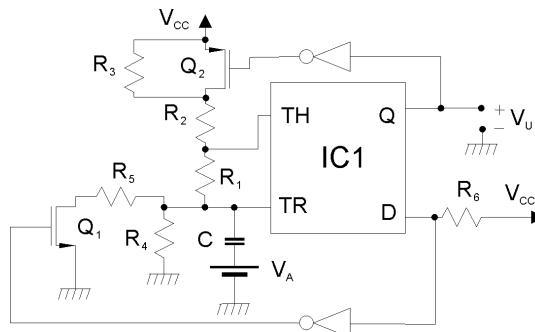 VCC
R3
Q2
R2
TH
Q
+
VU
−
IC1
R1
R5
R6
VCC
Q1
R4
TR
D
C
VA